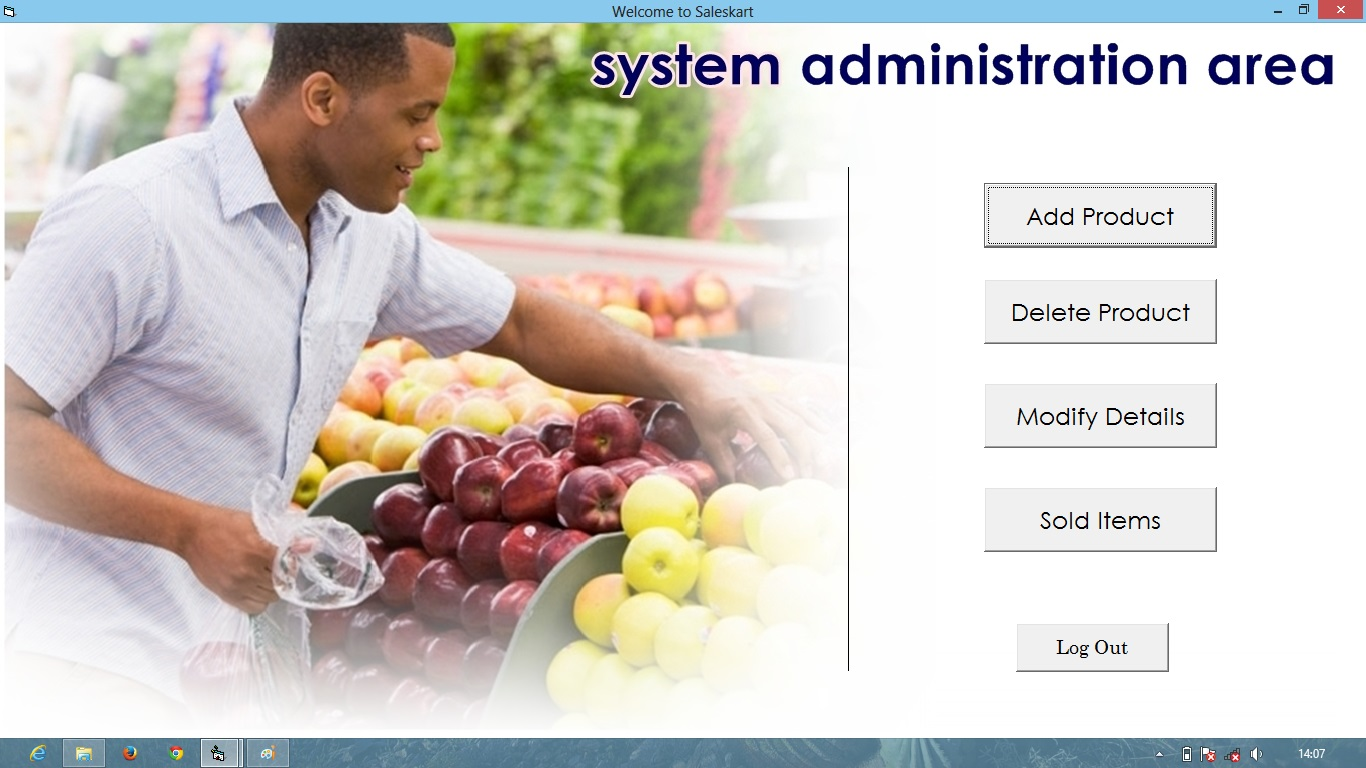 Welcome to Saleskart
system administration area
Add Product
Delete Product
Modify Details
Sold Items
Log Out
14:07